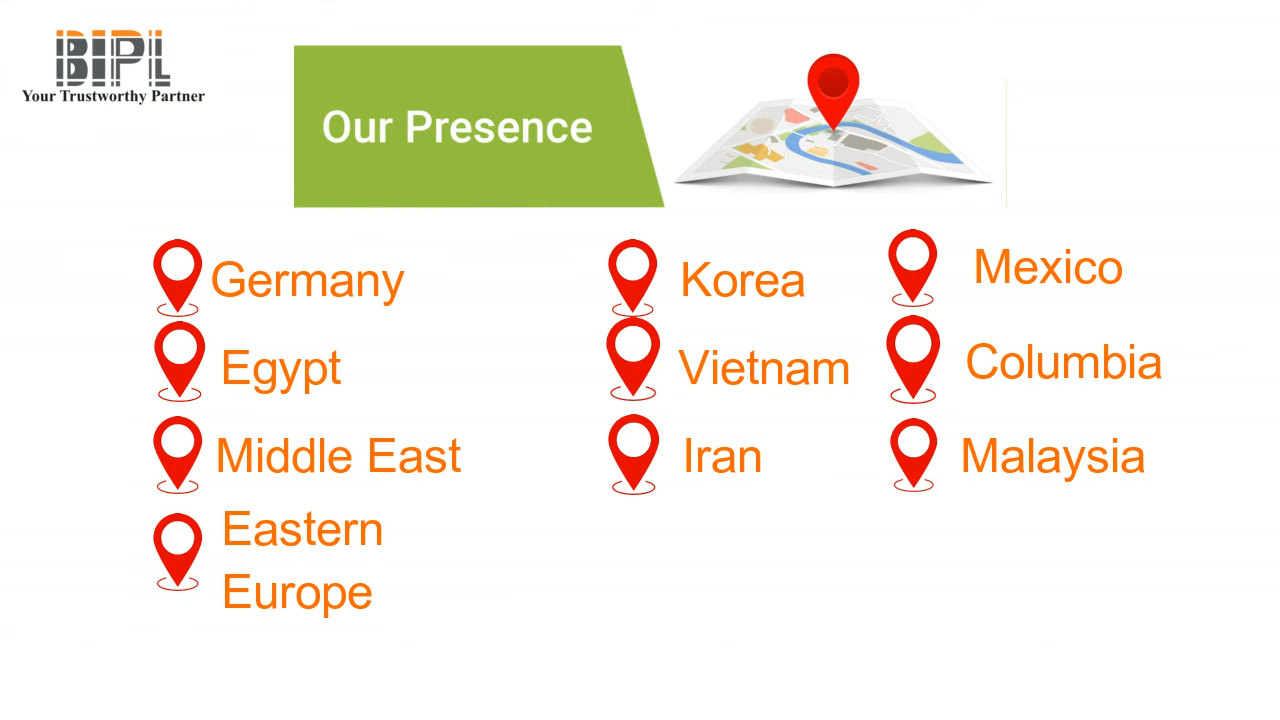 BIPL
Your Trustworthy Partner
Our Presence
Germany
Egypt
Middle East
Eastern
Europe
Korea
Vietnam
Iran
Mexico
Columbia
Malaysia